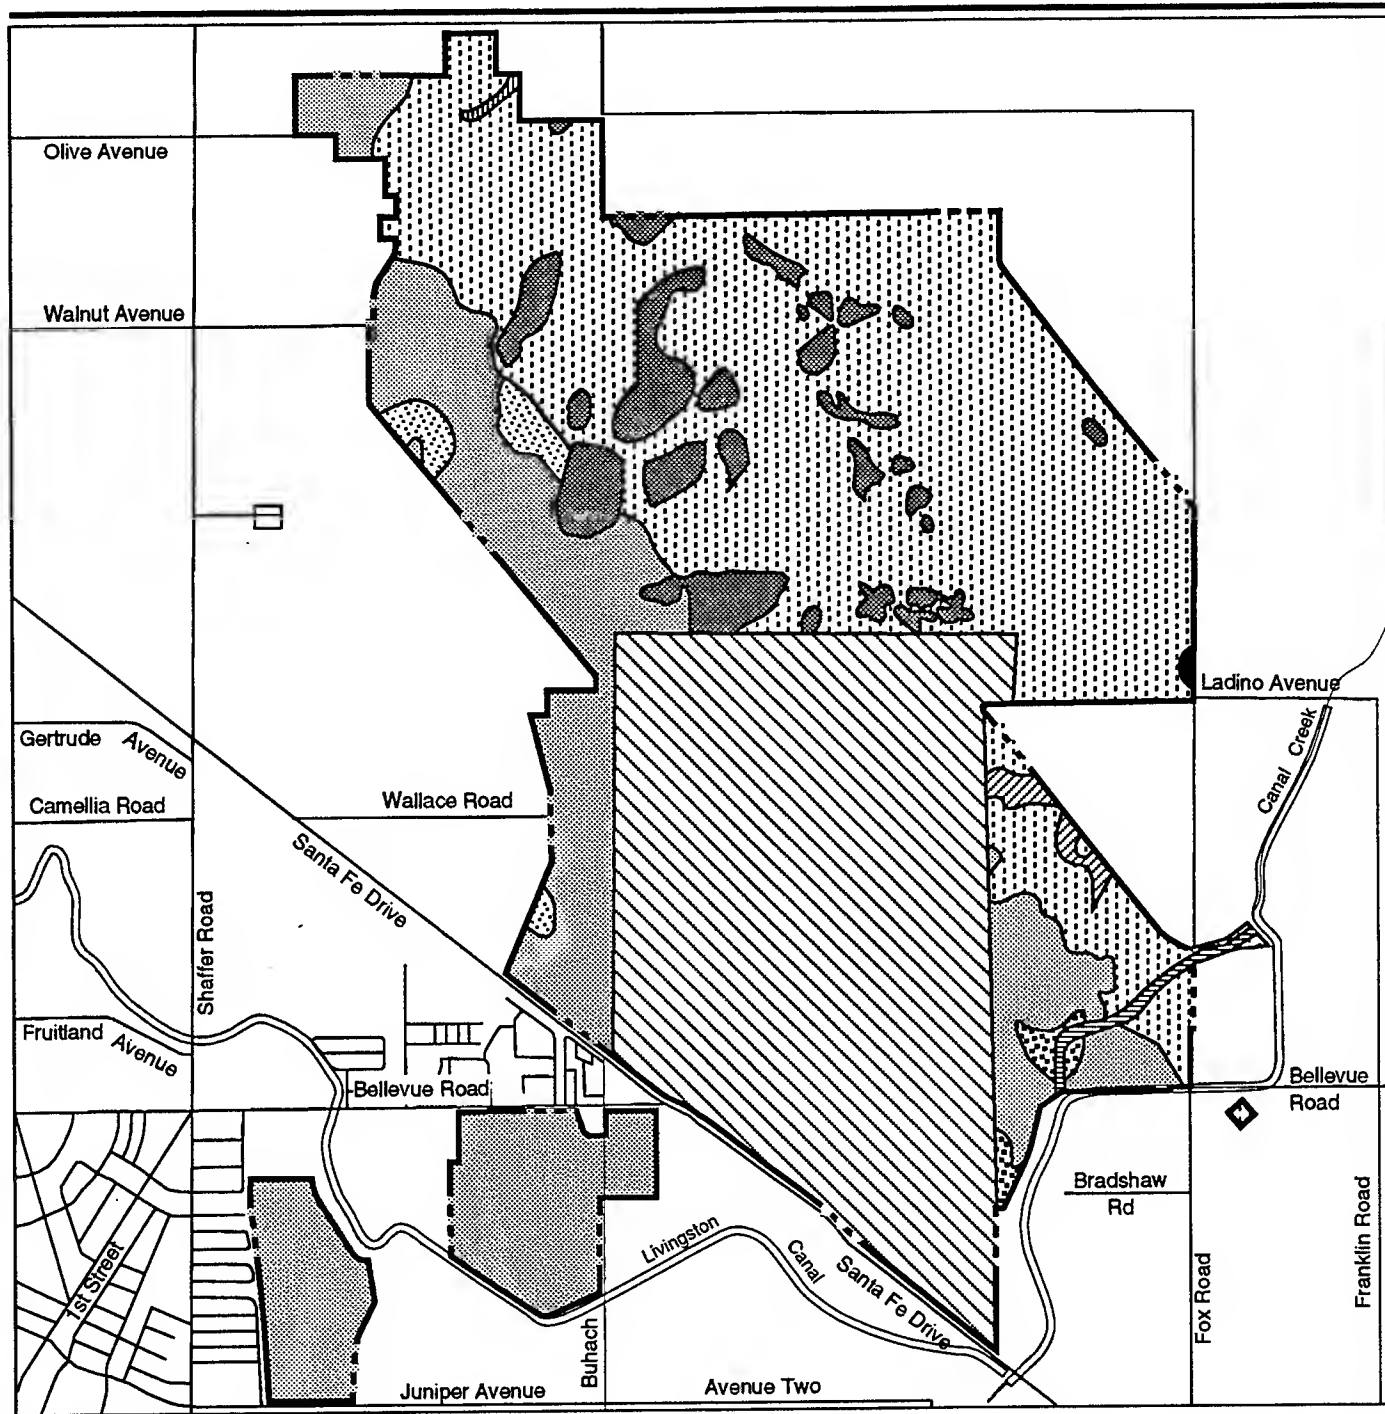 Olive Avenue
Walnut Avenue
Ladino Avenue
Gertrude Avenue
Canal Creek
Camellia Road
Wallace Road
Santa Fe Drive
Shaffer Road
Fruitland Avenue
Bellevue Road
Bellevue
Road
Bradshaw
Rd
Livingston Canal
Santa Fe Drive
1st Street
Buhach
Fox Road
Franklin Road
Juniper Avenue
Avenue Two